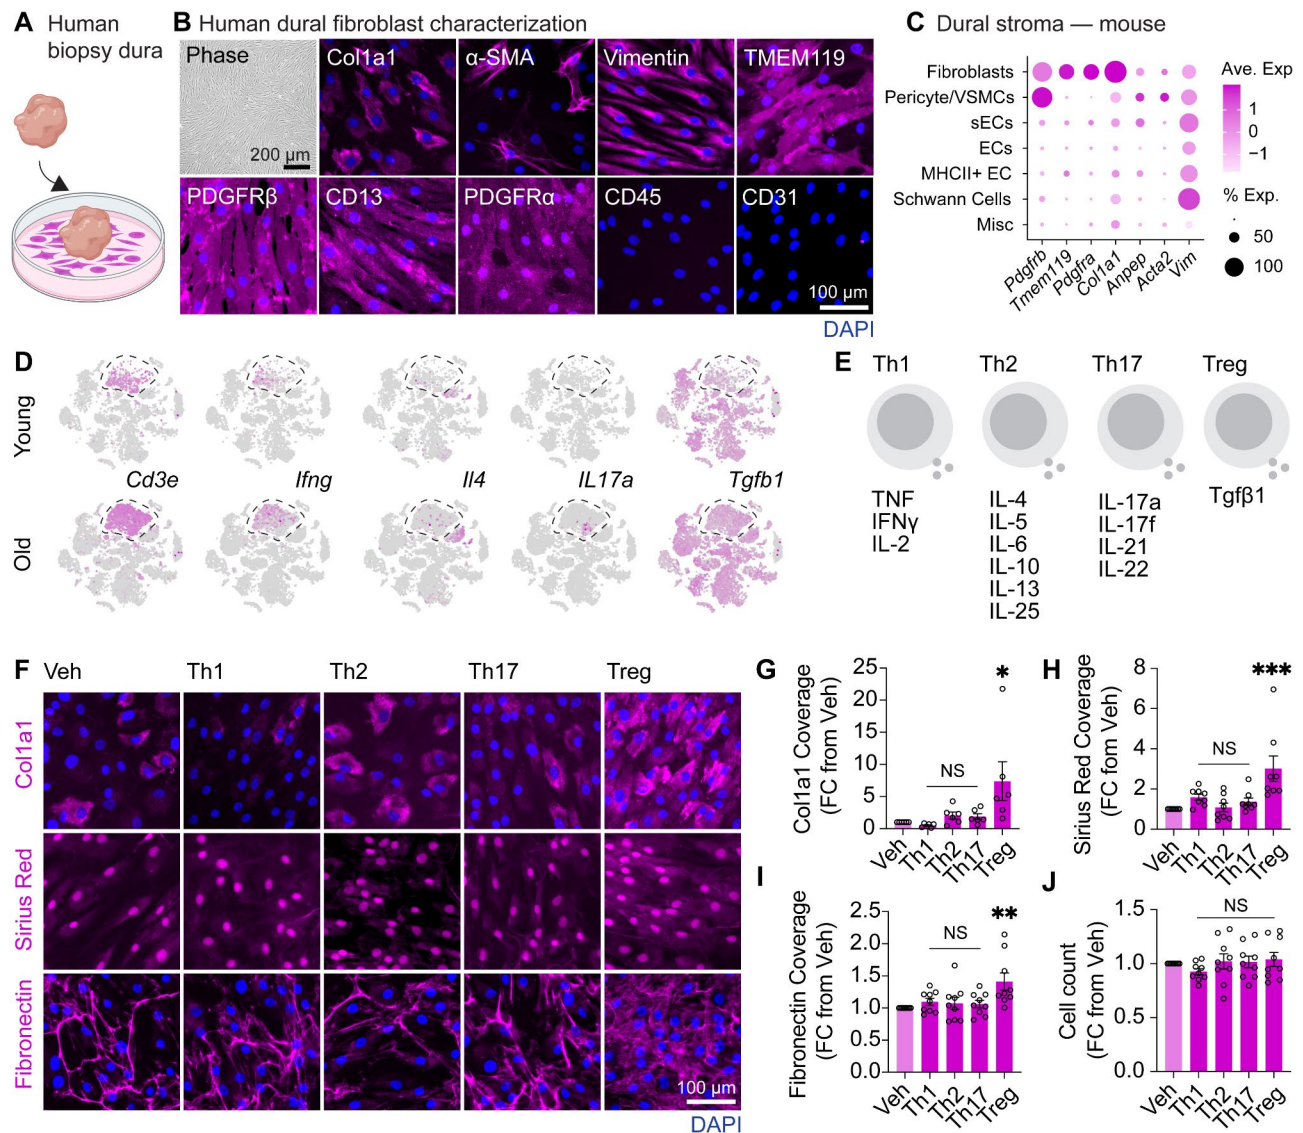 A Human
biopsy dura
B Human dural fibroblast characterization
Phase
200 µm
Col1a1
α-SMA
Vimentin
TMEM119
PDGFRβ
CD13
PDGFRα
CD45
CD31
100 µm
DAPI
C Dural stroma — mouse
Fibroblasts
Pericyte/VSMCs
sECs
ECs
MHCII+ EC
Schwann Cells
Misc
Pdgfrb
Tmem119
Pdgfra
Col1a1
Anpep
Acta2
Vim
Ave. Exp
1
0
−1
% Exp.
50
100
D
Young
Cd3e
Ifng
Il4
IL17a
Tgfb1
Old
E
Th1
Th2
Th17
Treg
TNF
IFNγ
IL-2
IL-4
IL-5
IL-6
IL-10
IL-13
IL-25
IL-17a
IL-17f
IL-21
IL-22
Tgfβ1
F
Veh
Th1
Th2
Th17
Treg
Col1a1
Sirius Red
Fibronectin
100 µm
DAPI
G
Col1a1 Coverage
(FC from Veh)
25
20
15
10
5
0
NS
*
Veh
Th1
Th2
Th17
Treg
H
Sirius Red Coverage
(FC fom Veh)
8
6
4
2
0
NS
***
Veh
Th1
Th2
Th17
Treg
I
Fibronectin Coverage
(FC from Veh)
2.5
2.0
1.5
1.0
0.5
0.0
NS
**
Veh
Th1
Th2
Th17
Treg
J
Cell count
(FC from Veh)
1.5
1.0
0.5
0.0
NS
Veh
Th1
Th2
Th17
Treg